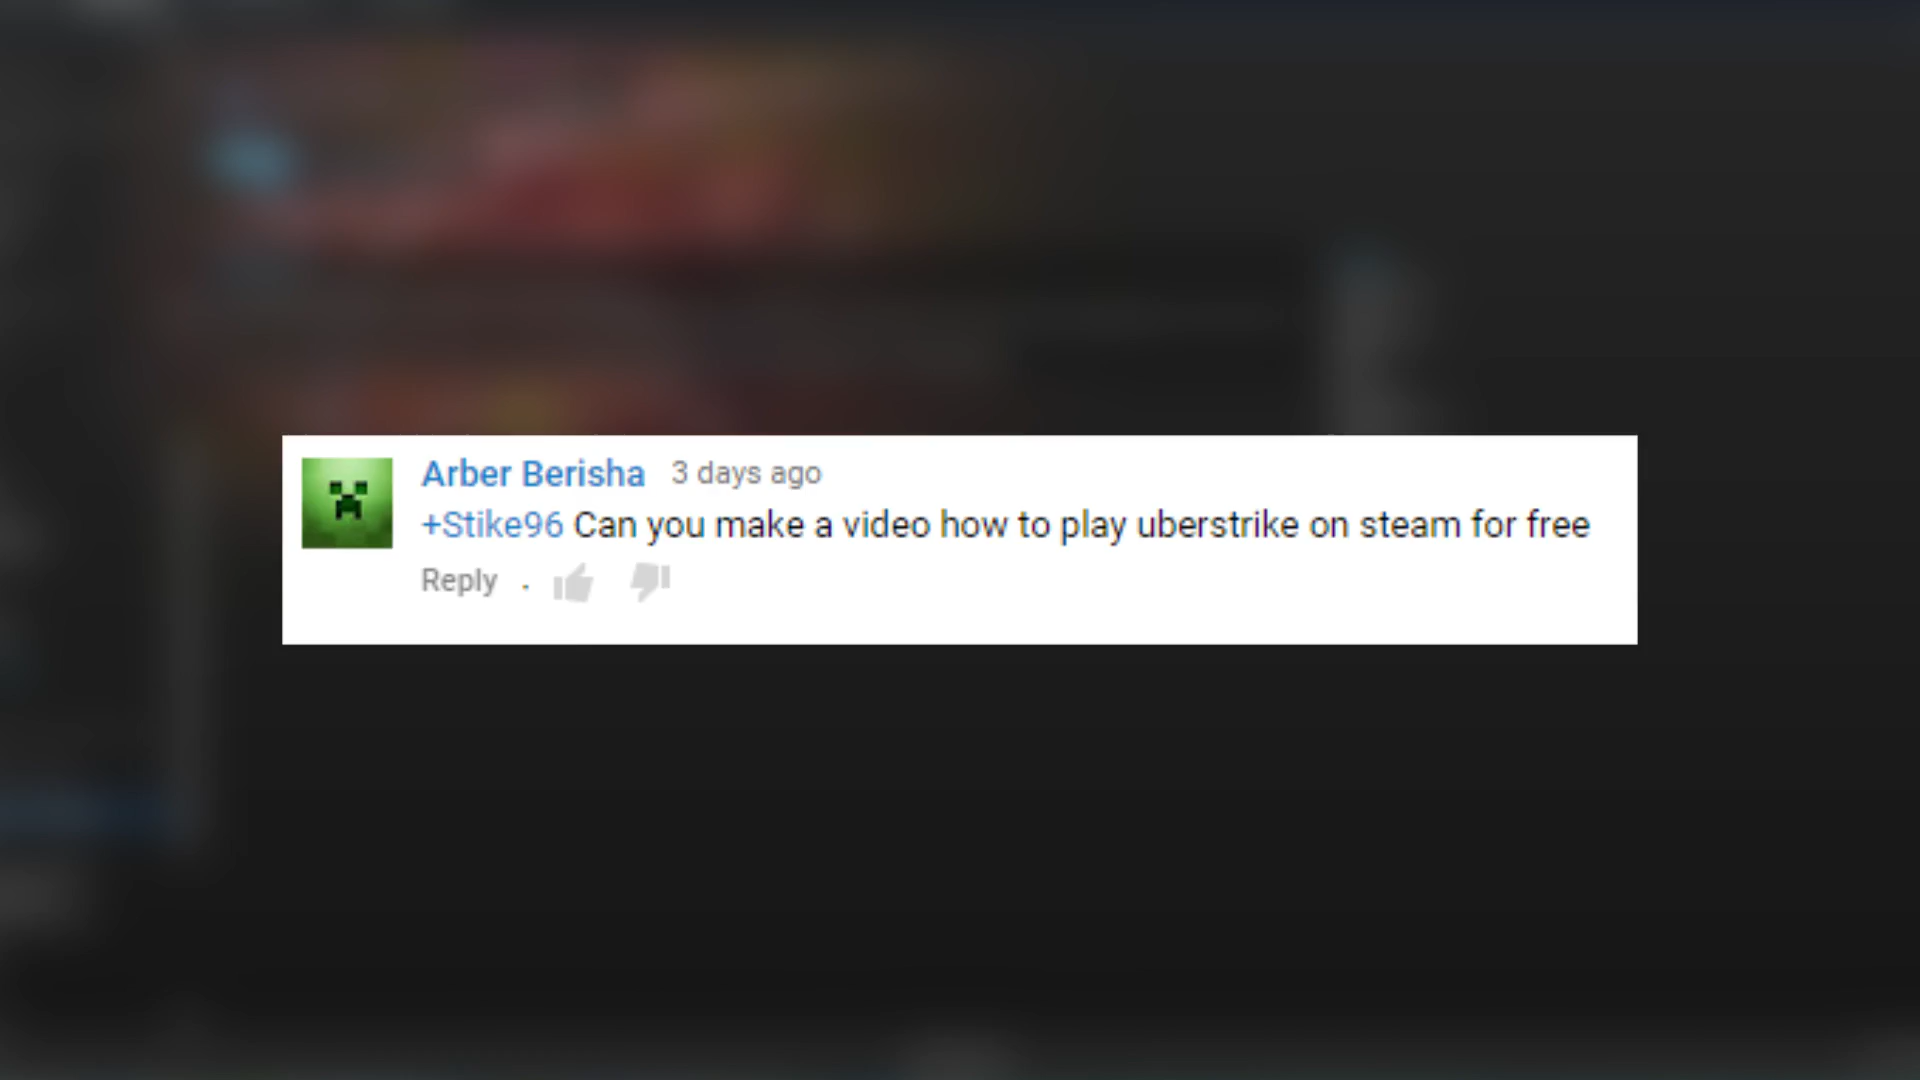 Arber Berisha 3 days ago
+Stike96 Can you make a video how to play uberstrike on steam for free
Reply .